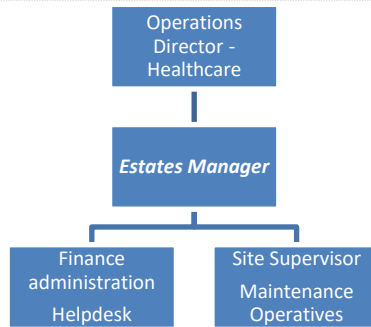 Operations
Director -
Healthcare
Estates Manager
Finance
administration
Helpdesk
Site Supervisor
Maintenance
Operatives